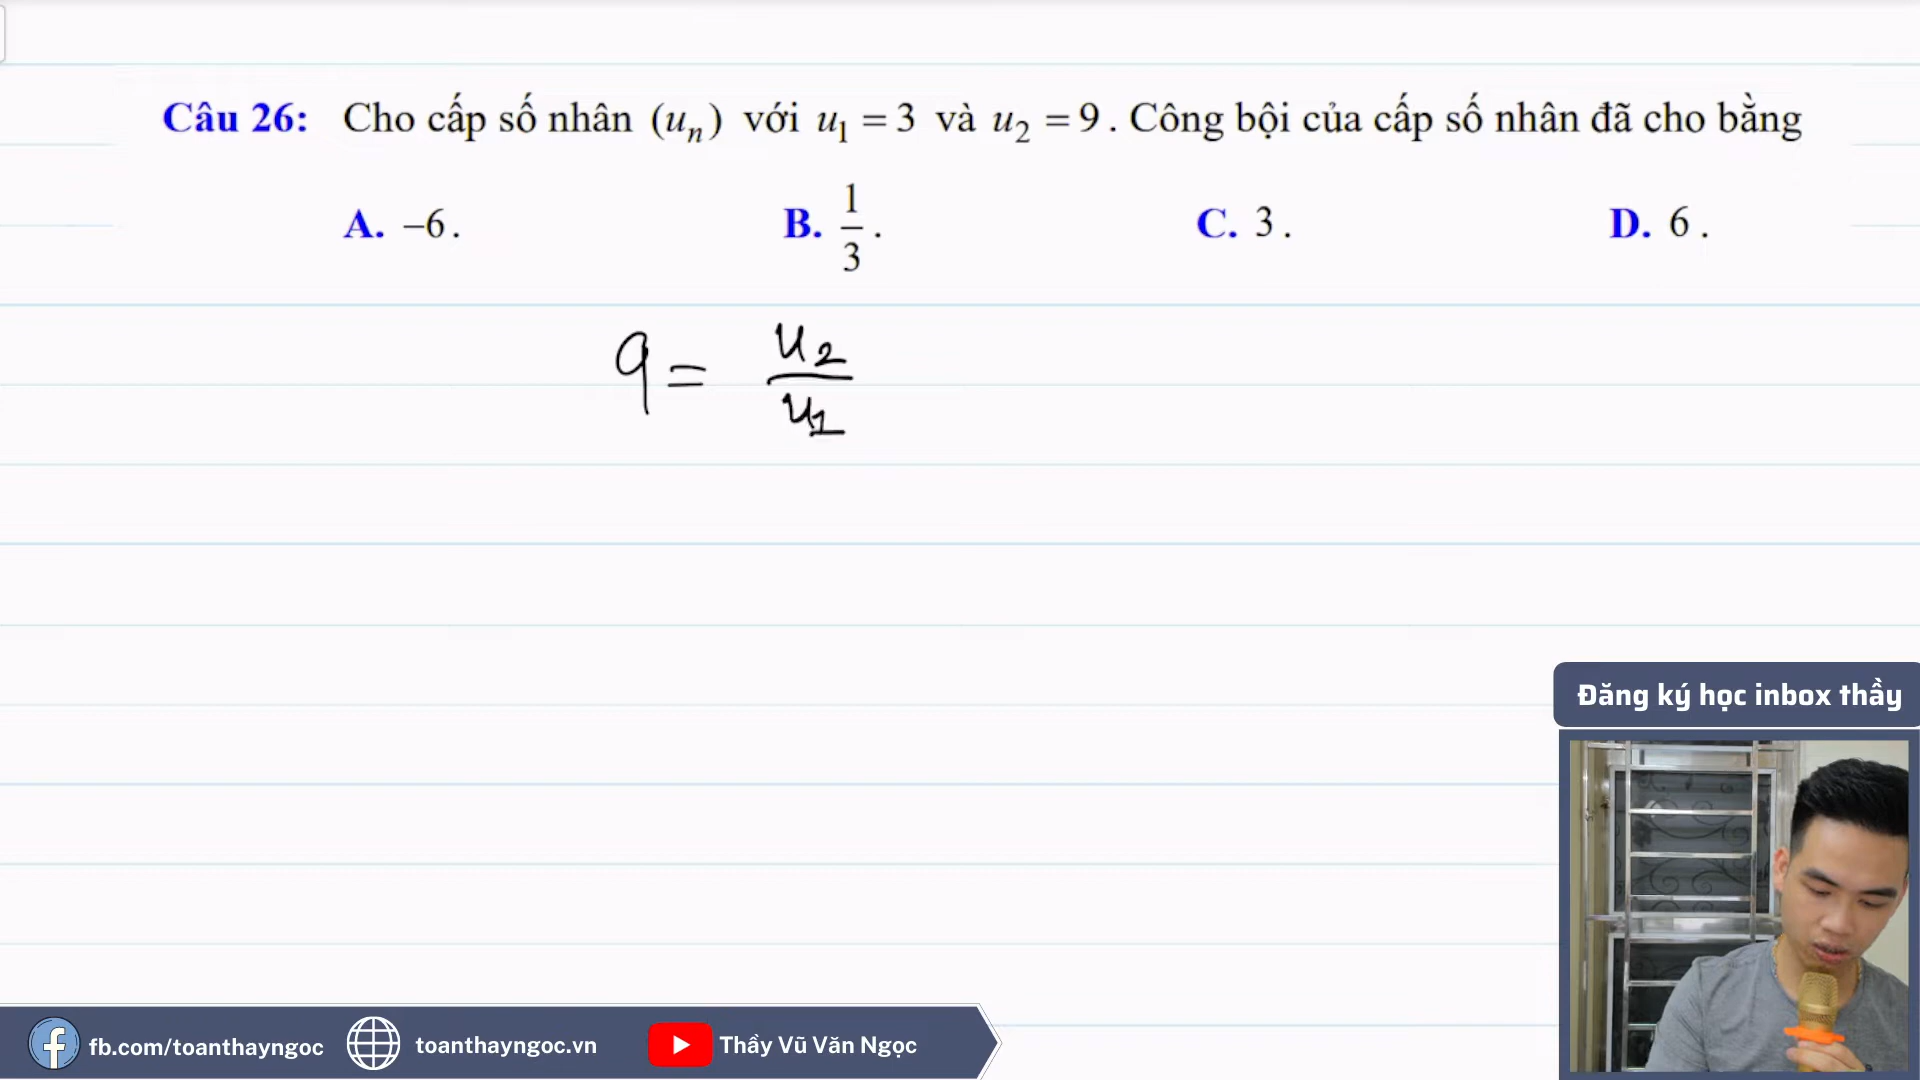 Câu 26: Cho cấp số nhân (uₙ) với u₁ = 3 và u₂ = 9. Công bội của cấp số nhân đã cho bằng
A. −6. B. 1/3. C. 3. D. 6.
q = u₂/u₁
Đăng ký học inbox thầy
fb.com/toanthayngoc toanthayngoc.vn Thầy Vũ Văn Ngọc